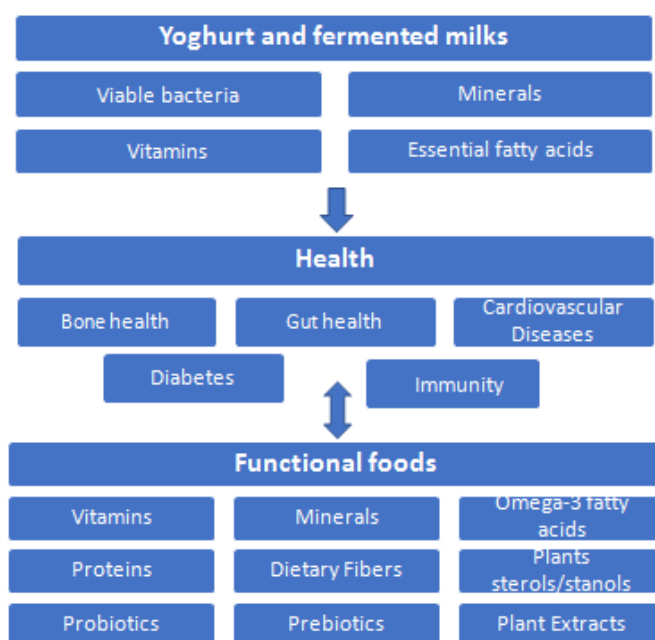 Yoghurt and fermented milks
Viable bacteria
Minerals
Vitamins
Essential fatty acids
Health
Bone health
Gut health
Cardiovascular
Diseases
Diabetes
Immunity
Functional foods
Vitamins
Minerals
Omega-3 fatty
acids
Proteins
Dietary Fibers
Plants
sterols/stanols
Probiotics
Prebiotics
Plant Extracts